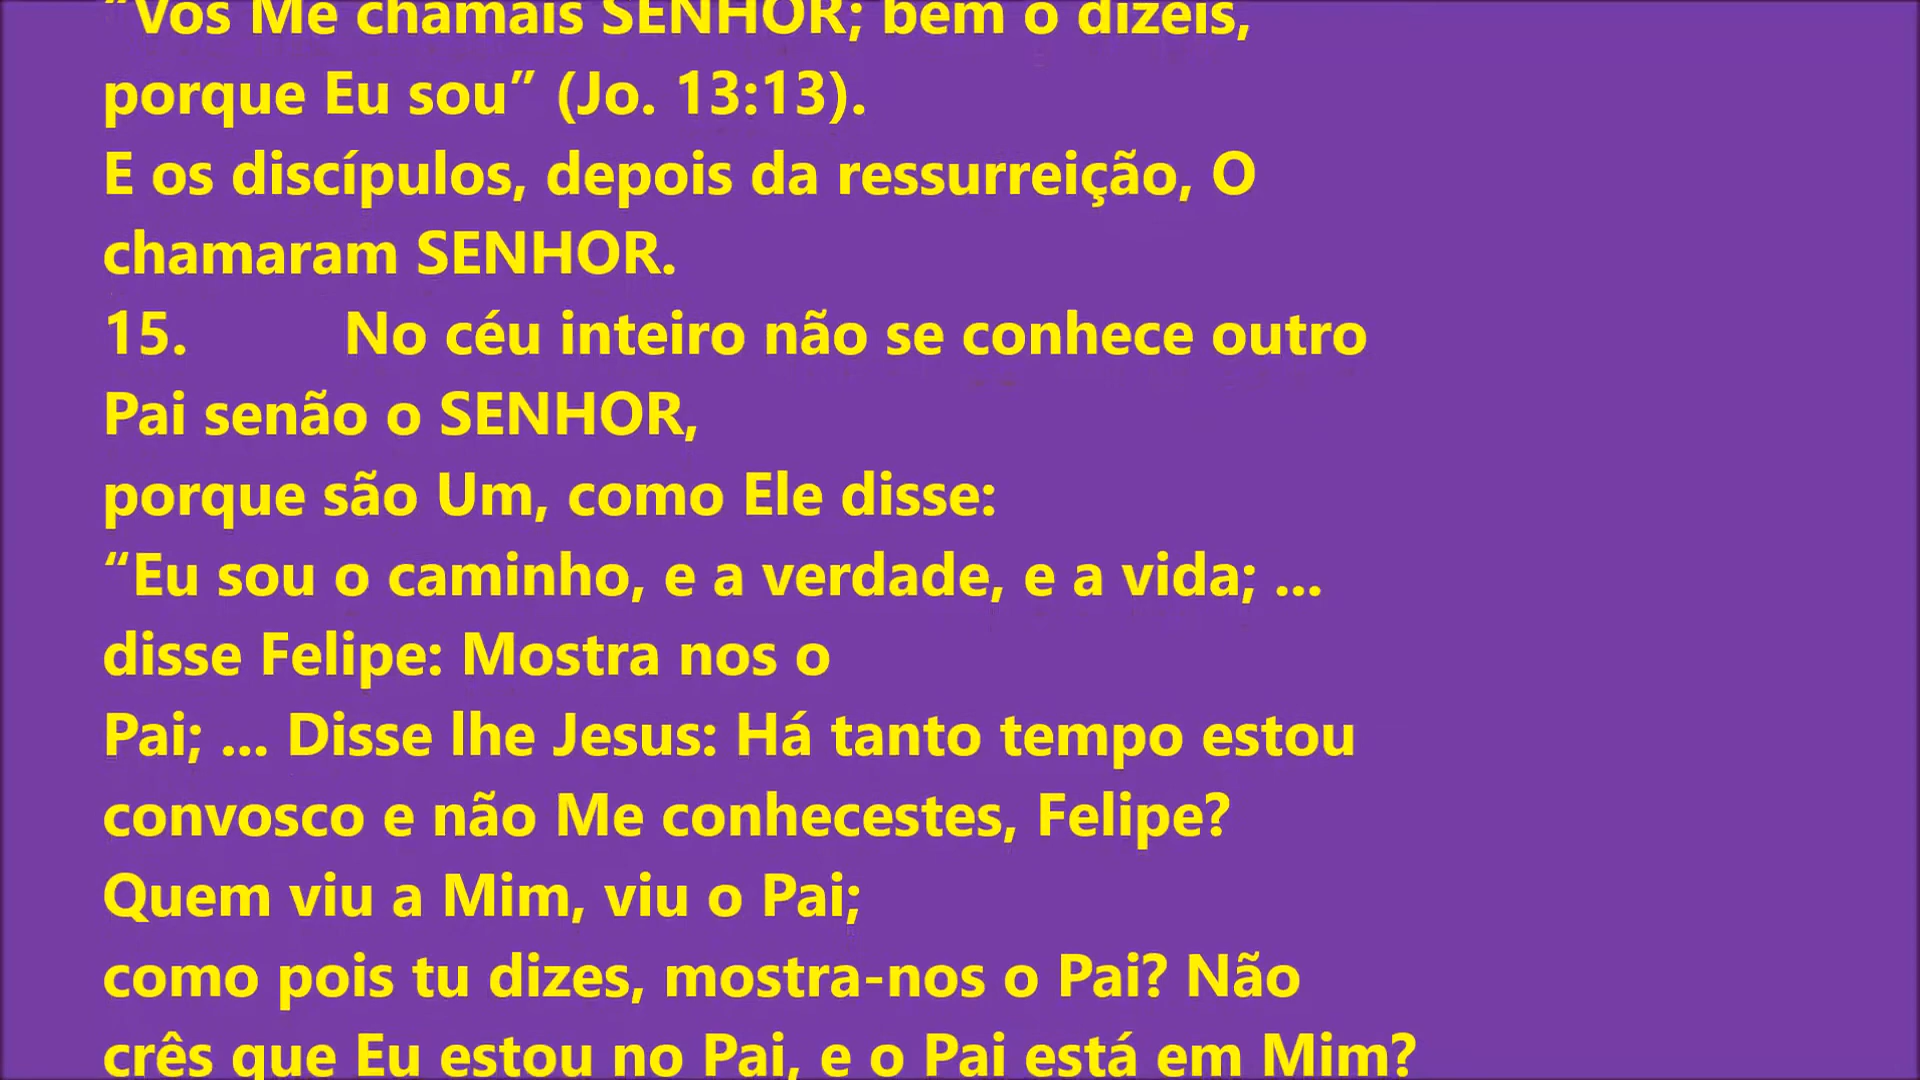 “Vós Me chamais SENHOR; bem o dizeis,
porque Eu sou” (Jo. 13:13).
E os discípulos, depois da ressurreição, O
chamaram SENHOR.
15. No céu inteiro não se conhece outro
Pai senão o SENHOR,
porque são Um, como Ele disse:
“Eu sou o caminho, e a verdade, e a vida; ...
disse Felipe: Mostra nos o
Pai; ... Disse lhe Jesus: Há tanto tempo estou
convosco e não Me conhecestes, Felipe?
Quem viu a Mim, viu o Pai;
como pois tu dizes, mostra-nos o Pai? Não
crês que Eu estou no Pai, e o Pai está em Mim?